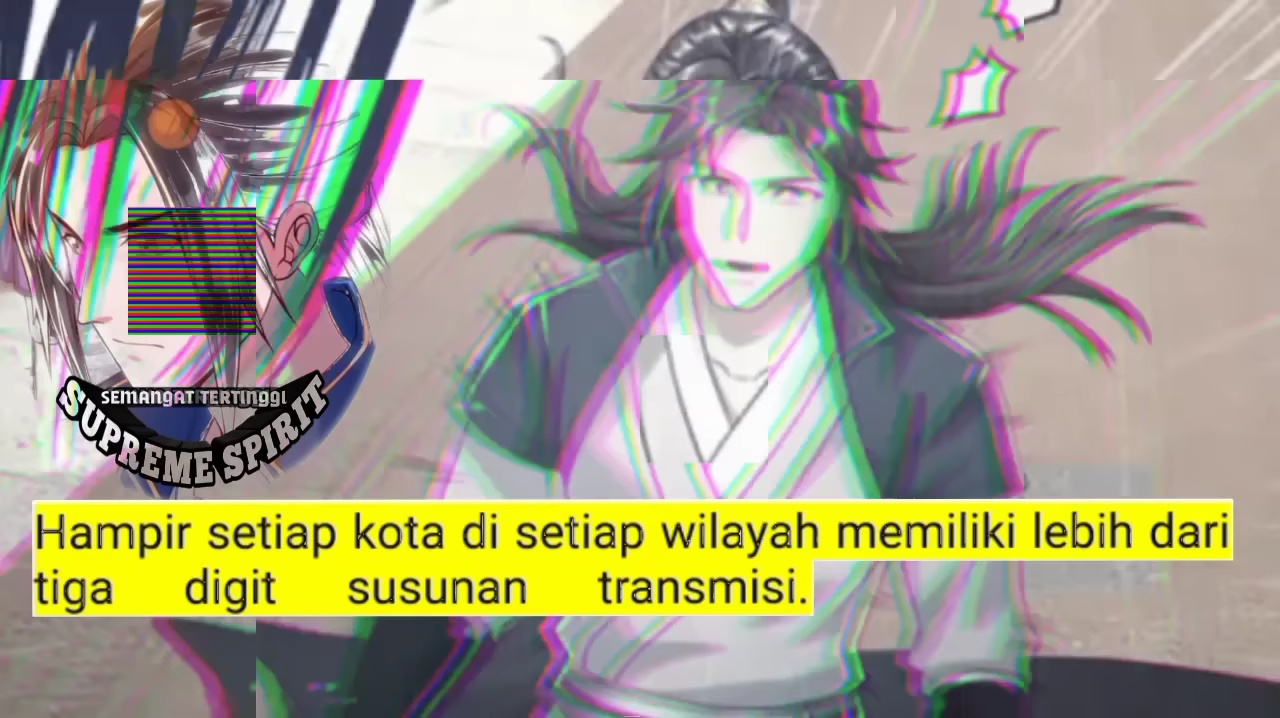 SEMANGAT TERTINGGI
SUPREME SPIRIT
Hampir setiap kota di setiap wilayah memiliki lebih dari
tiga digit susunan transmisi.